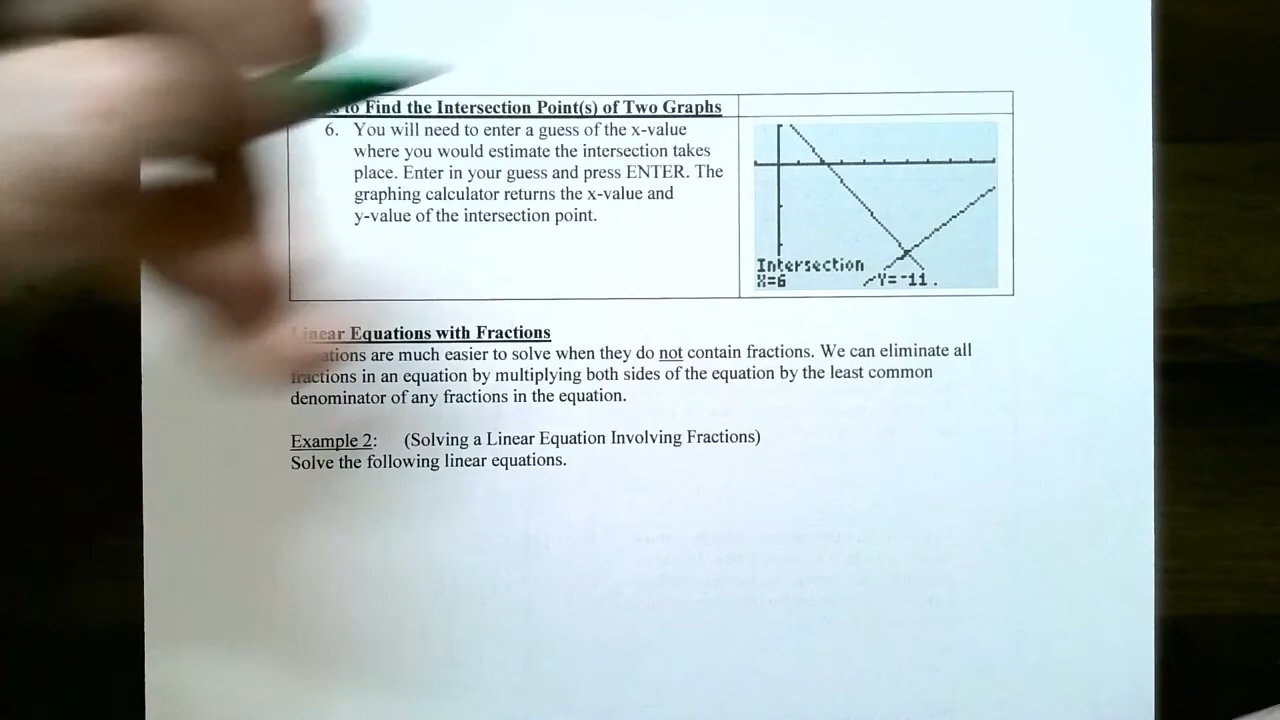 to Find the Intersection Point(s) of Two Graphs
6. You will need to enter a guess of the x-value
where you would estimate the intersection takes
place. Enter in your guess and press ENTER. The
graphing calculator returns the x-value and
y-value of the intersection point.
Intersection
X=6 Y=-11 .
Linear Equations with Fractions
ations are much easier to solve when they do not contain fractions. We can eliminate all
fractions in an equation by multiplying both sides of the equation by the least common
denominator of any fractions in the equation.
Example 2: (Solving a Linear Equation Involving Fractions)
Solve the following linear equations.